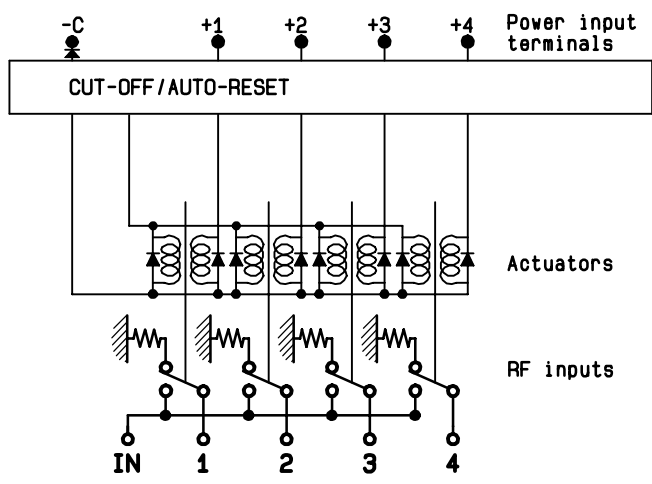 -C +1 +2 +3 +4 Power input
terminals
CUT-OFF/AUTO-RESET
Actuators
RF inputs
IN 1 2 3 4